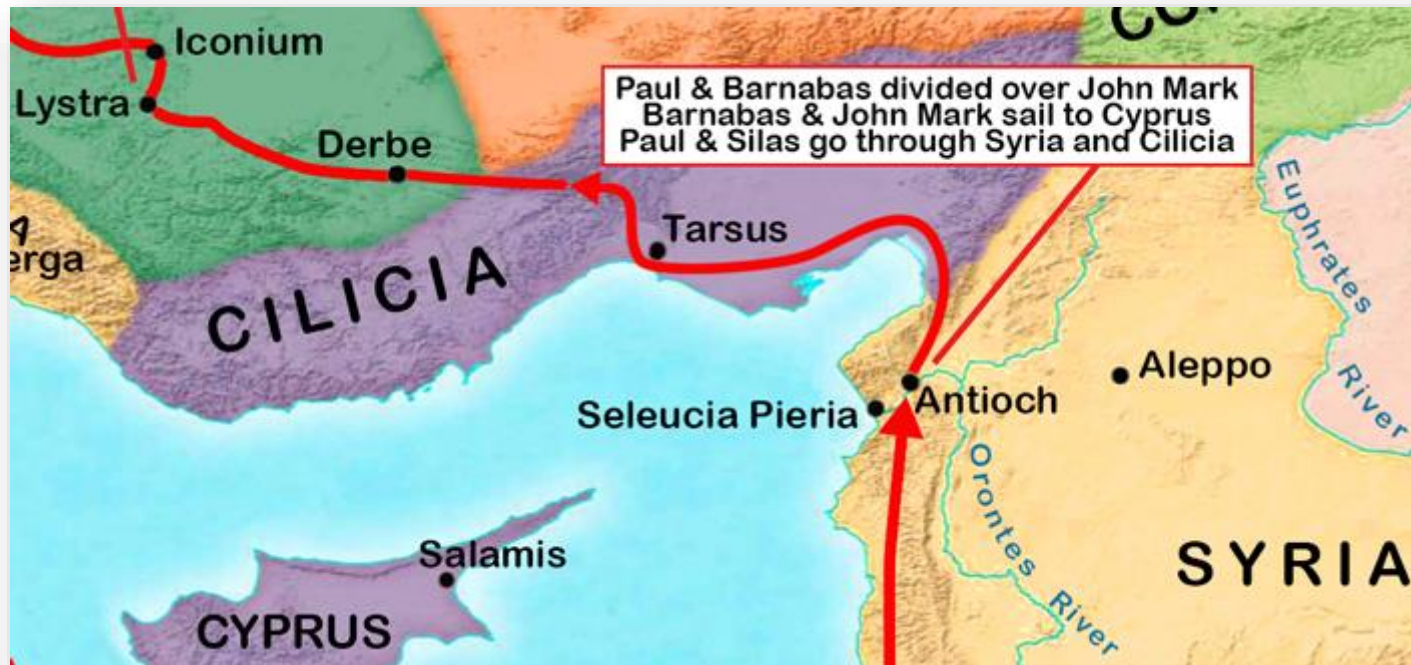 Iconium
Lystra
Derbe
Paul & Barnabas divided over John Mark
Barnabas & John Mark sail to Cyprus
Paul & Silas go through Syria and Cilicia
Euphrates
River
erga
Tarsus
CILICIA
Aleppo
Antioch
Seleucia Pieria
Orontes
River
SYRIA
Salamis
CYPRUS